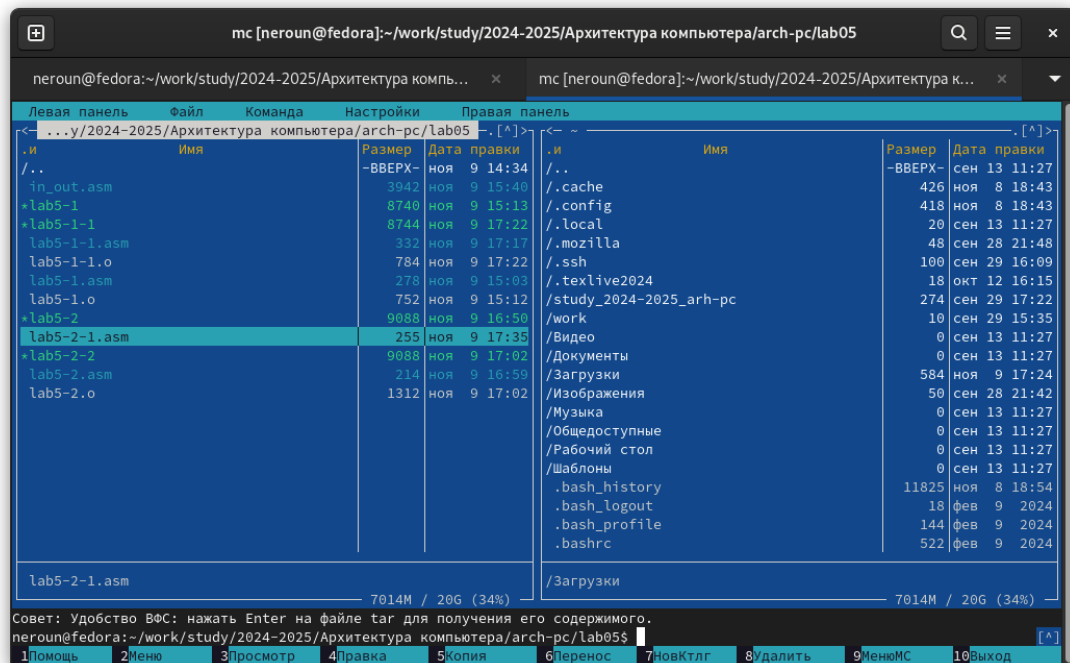 mc [neroun@fedora]:~/work/study/2024-2025/Архитектура компьютера/arch-pc/lab05
neroun@fedora:~/work/study/2024-2025/Архитектура компь... × mc [neroun@fedora]:~/work/study/2024-2025/Архитектура к... ×
Левая панель Файл Команда Настройки Правая панель
<- ...y/2024-2025/Архитектура компьютера/arch-pc/lab05 -.[^]>
.и Имя Размер Дата правки
/.. -ВВЕРХ- ноя 9 14:34
in_out.asm 3942 ноя 9 15:40
*lab5-1 8740 ноя 9 15:13
*lab5-1-1 8744 ноя 9 17:22
lab5-1-1.asm 332 ноя 9 17:17
lab5-1-1.o 784 ноя 9 17:22
lab5-1.asm 278 ноя 9 15:03
lab5-1.o 752 ноя 9 15:12
*lab5-2 9088 ноя 9 16:50
lab5-2-1.asm 255 ноя 9 17:35
*lab5-2-2 9088 ноя 9 17:02
lab5-2.asm 214 ноя 9 16:59
lab5-2.o 1312 ноя 9 17:02
lab5-2-1.asm
7014M / 20G (34%)
<- ~ -.[^]>
.и Имя Размер Дата правки
/.. -ВВЕРХ- сен 13 11:27
/.cache 426 ноя 8 18:43
/.config 418 ноя 8 18:43
/.local 20 сен 13 11:27
/.mozilla 48 сен 28 21:48
/.ssh 100 сен 29 16:09
/.texlive2024 18 окт 12 16:15
/study_2024-2025_arh-pc 274 сен 29 17:22
/work 10 сен 29 15:35
/Видео 0 сен 13 11:27
/Документы 0 сен 13 11:27
/Загрузки 584 ноя 9 17:24
/Изображения 50 сен 28 21:42
/Музыка 0 сен 13 11:27
/Общедоступные 0 сен 13 11:27
/Рабочий стол 0 сен 13 11:27
/Шаблоны 0 сен 13 11:27
.bash_history 11825 ноя 8 18:54
.bash_logout 18 фев 9 2024
.bash_profile 144 фев 9 2024
.bashrc 522 фев 9 2024
/Загрузки
7014M / 20G (34%)
Совет: Удобство ВФС: нажать Enter на файле tar для получения его содержимого.
neroun@fedora:~/work/study/2024-2025/Архитектура компьютера/arch-pc/lab05$ [^]
1Помощь 2Меню 3Просмотр 4Правка 5Копия 6Перенос 7НовКтлг 8Удалить 9МенюМС 10Выход